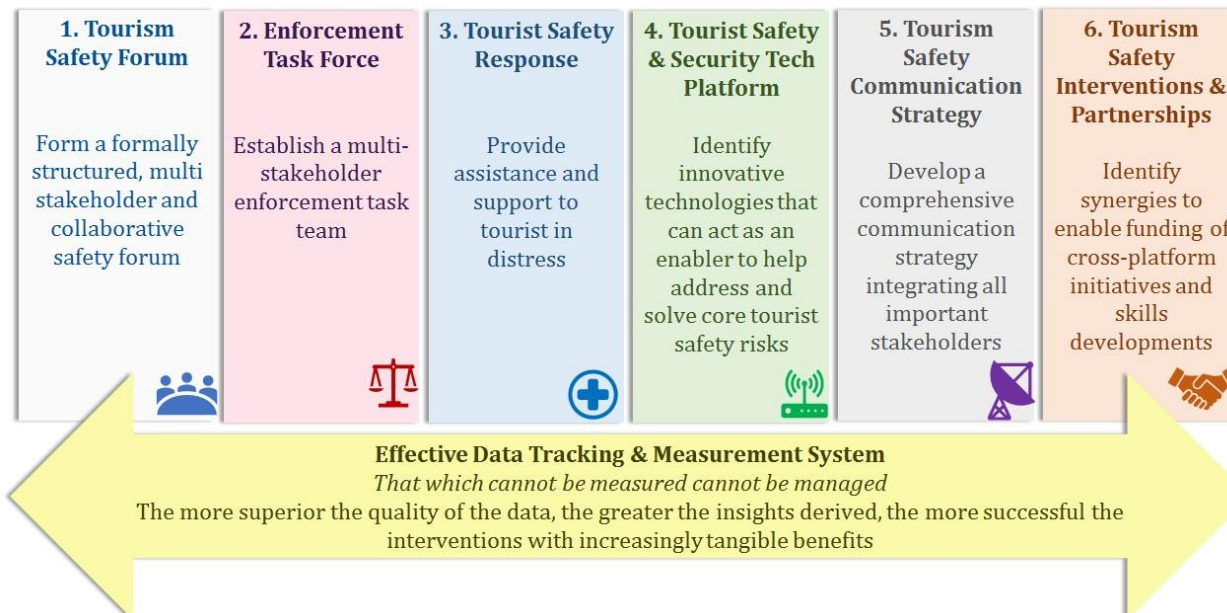 1. Tourism
Safety Forum
Form a formally
structured, multi
stakeholder and
collaborative
safety forum
2. Enforcement
Task Force
Establish a multi-
stakeholder
enforcement task
team
3. Tourist Safety
Response
Provide
assistance and
support to
tourist in
distress
4. Tourist Safety
& Security Tech
Platform
Identify
innovative
technologies that
can act as an
enabler to help
address and
solve core tourist
safety risks
5. Tourism
Safety
Communication
Strategy
Develop a
comprehensive
communication
strategy
integrating all
important
stakeholders
6. Tourism
Safety
Interventions &
Partnerships
Identify
synergies to
enable funding of
cross-platform
initiatives and
skills
developments
Effective Data Tracking & Measurement System
That which cannot be measured cannot be managed
The more superior the quality of the data, the greater the insights derived, the more successful the
interventions with increasingly tangible benefits